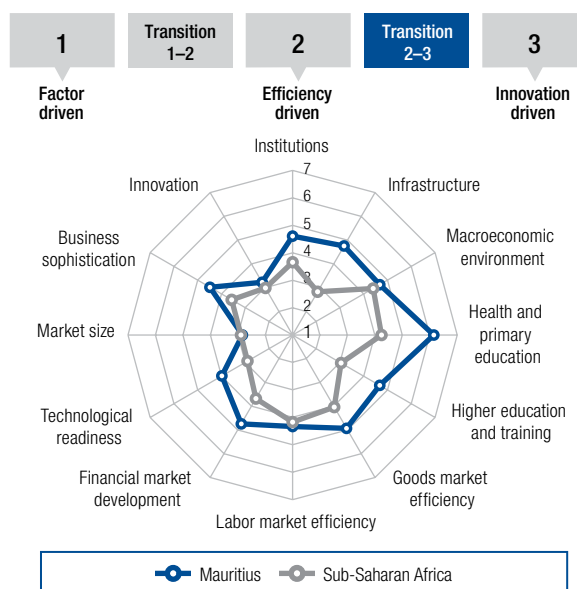 1
Transition
1–2
2
Transition
2–3
3
Factor
driven
Efficiency
driven
Innovation
driven
Institutions
7
6
5
4
3
2
1
Infrastructure
Macroeconomic
environment
Health and
primary
education
Higher education
and training
Goods market
efficiency
Labor market efficiency
Financial market
development
Technological
readiness
Market size
Business
sophistication
Innovation
Mauritius
Sub-Saharan Africa